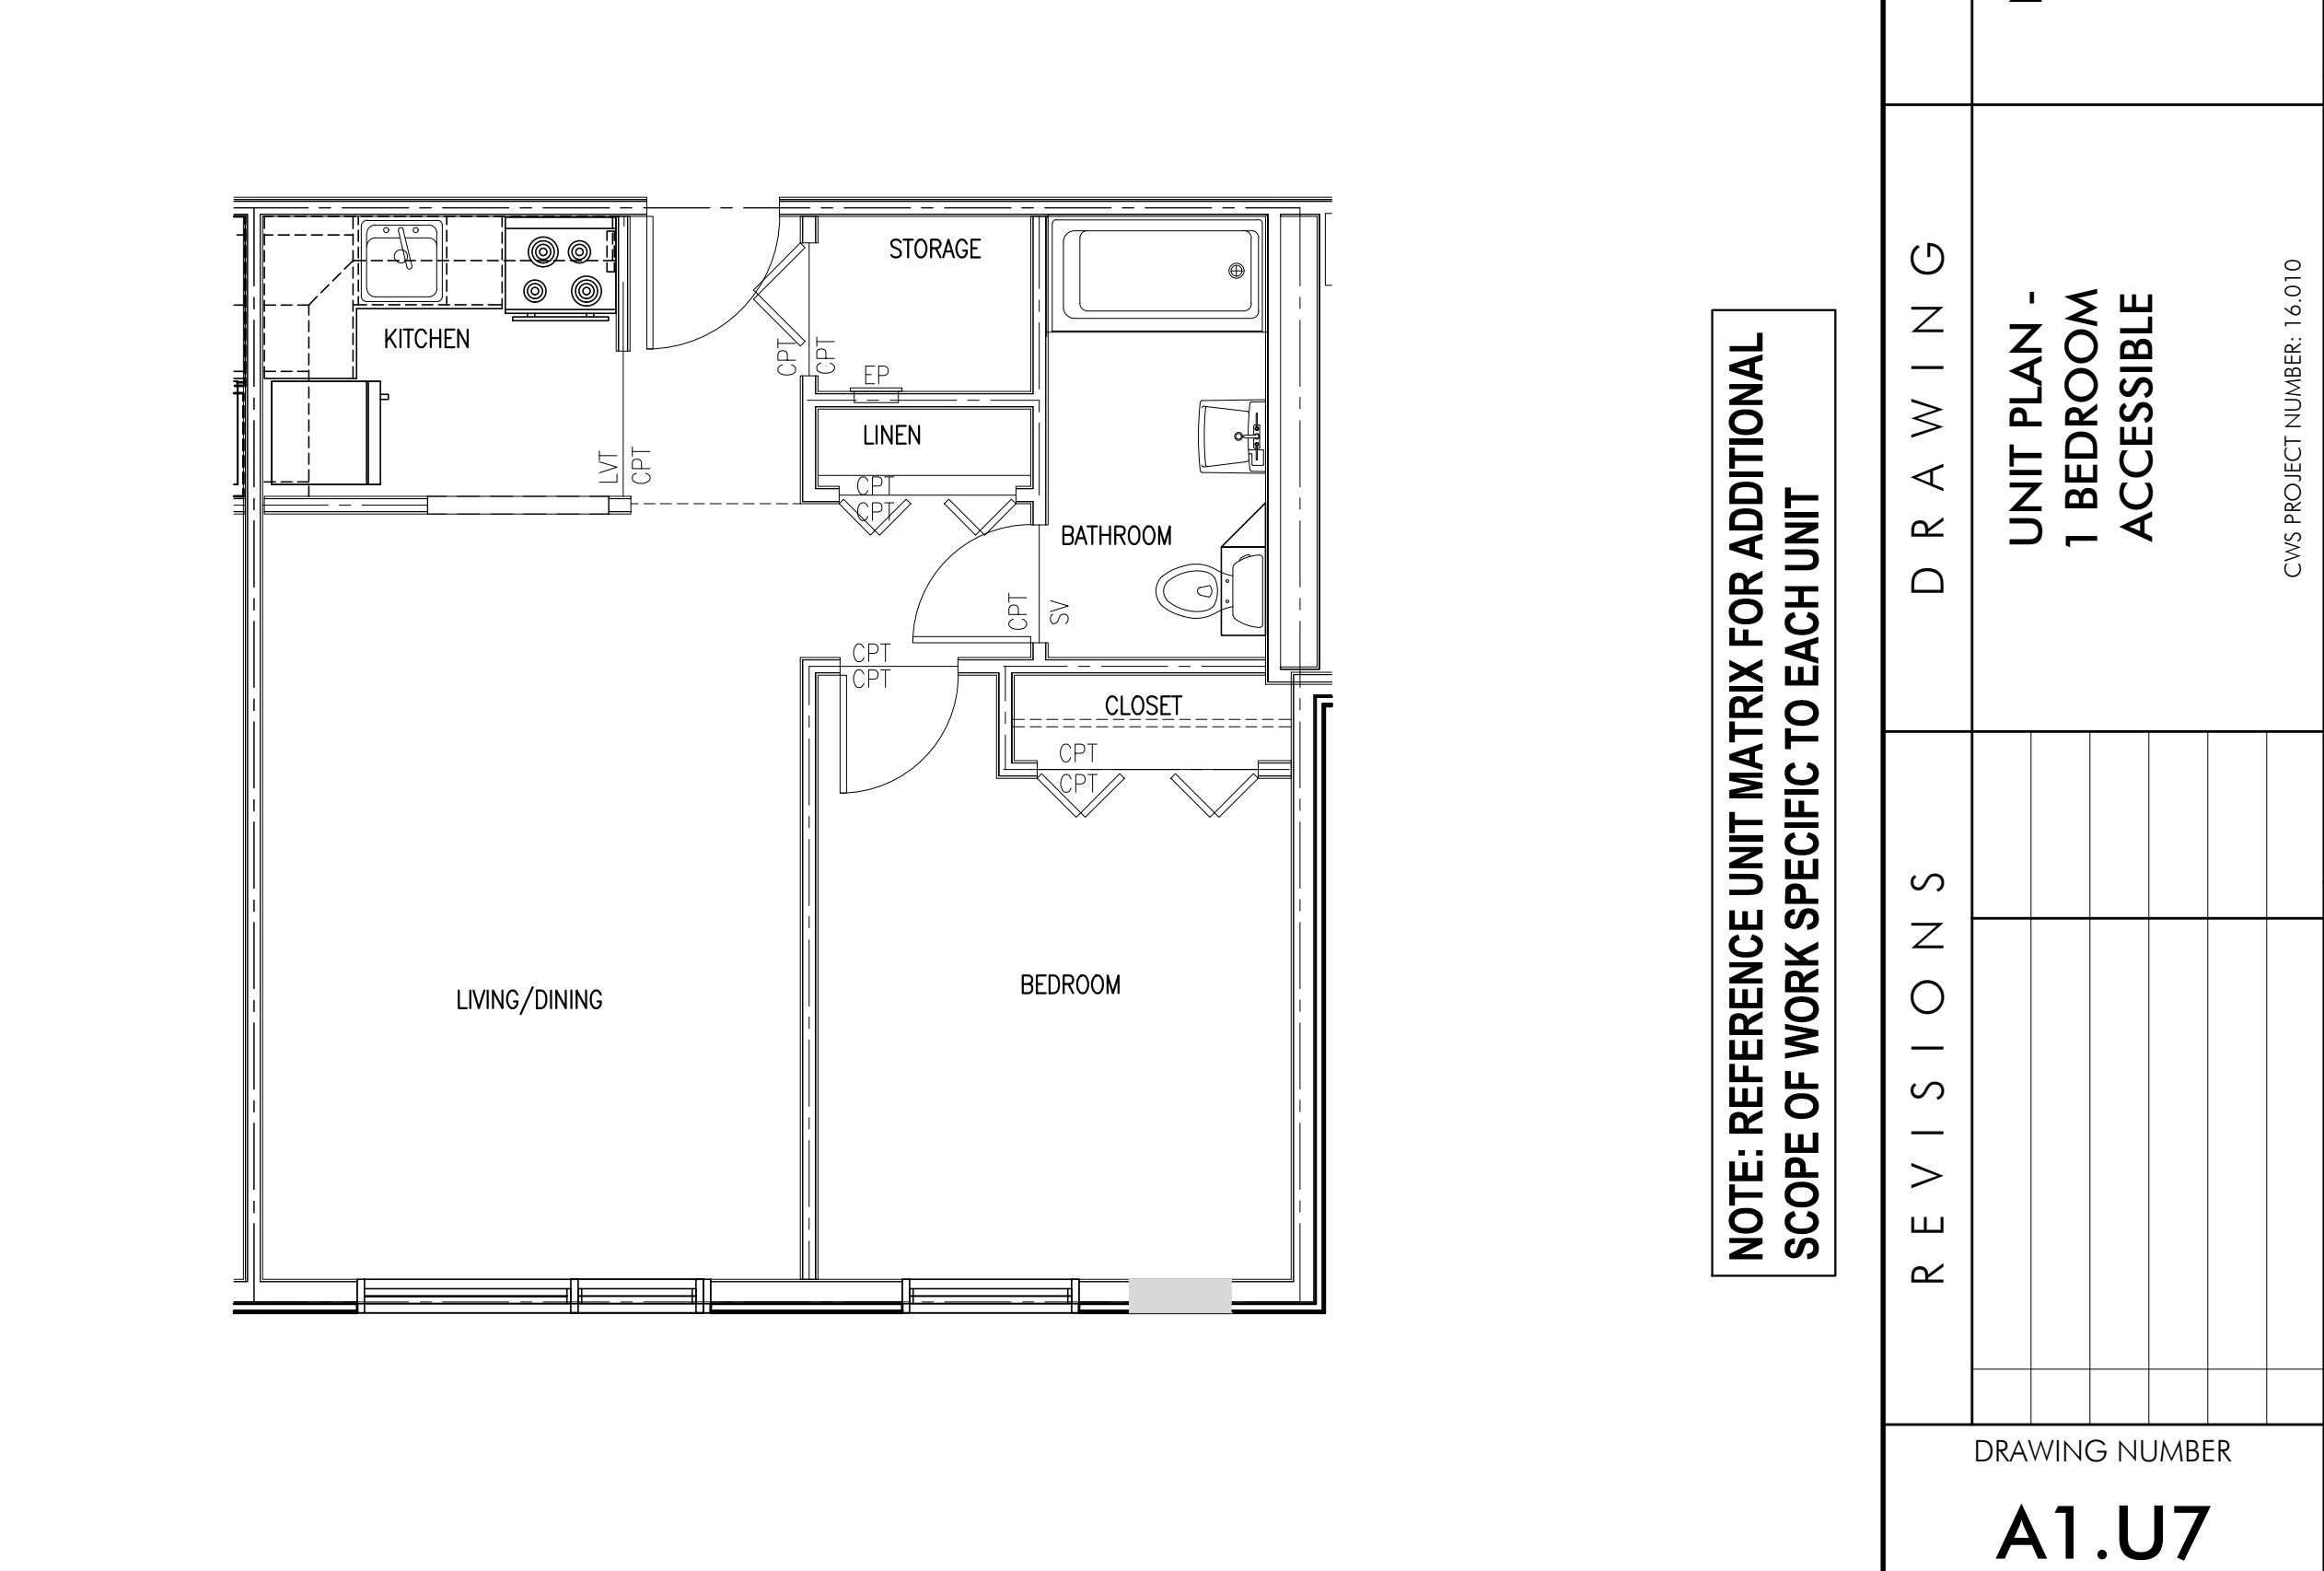 STORAGE
KITCHEN
CPT
CPT
EP
LINEN
LVT
CPT
CPT
CPT
BATHROOM
CPT
SV
CPT
CPT
CLOSET
CPT
CPT
LIVING/DINING
BEDROOM
NOTE: REFERENCE UNIT MATRIX FOR ADDITIONAL
SCOPE OF WORK SPECIFIC TO EACH UNIT
DRAWING
UNIT PLAN -
1 BEDROOM
ACCESSIBLE
CWS PROJECT NUMBER: 16.010
REVISIONS
DRAWING NUMBER
A1.U7